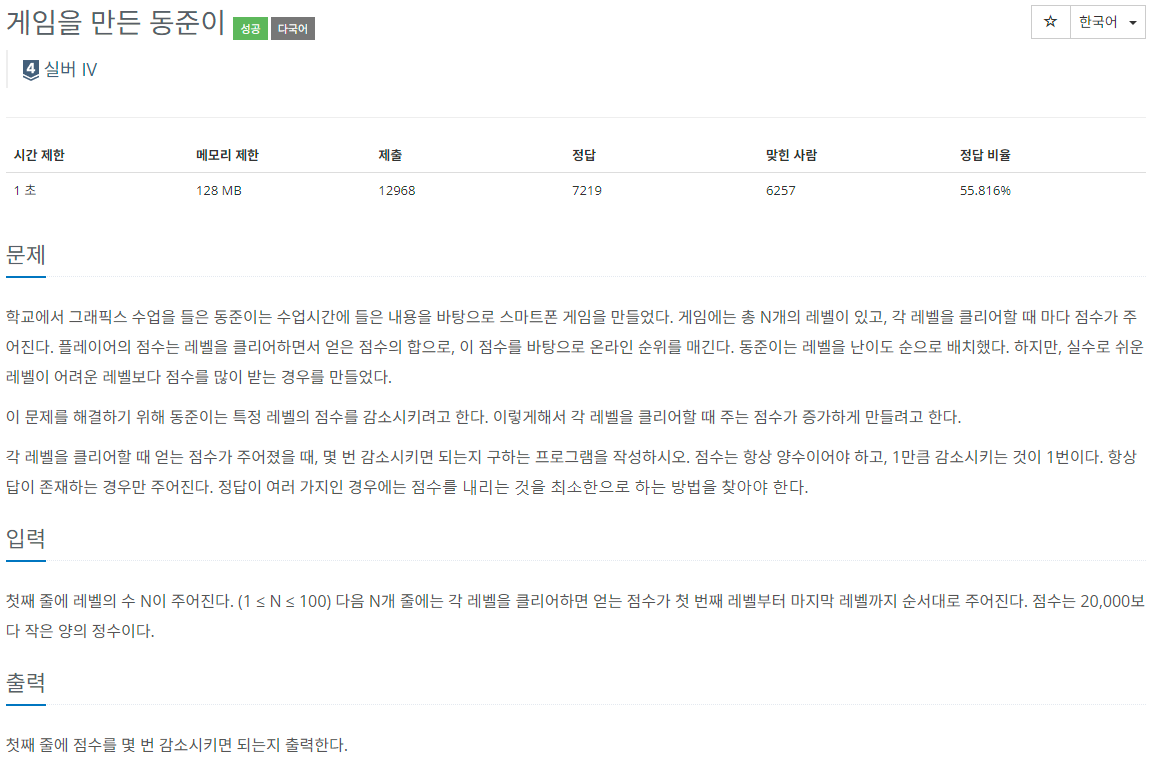 게임을 만든 동준이 성공 다국어
☆ 한국어
4 실버 IV
시간 제한 메모리 제한 제출 정답 맞힌 사람 정답 비율
1 초 128 MB 12968 7219 6257 55.816%
문제
학교에서 그래픽스 수업을 들은 동준이는 수업시간에 들은 내용을 바탕으로 스마트폰 게임을 만들었다. 게임에는 총 N개의 레벨이 있고, 각 레벨을 클리어할 때 마다 점수가 주
어진다. 플레이어의 점수는 레벨을 클리어하면서 얻은 점수의 합으로, 이 점수를 바탕으로 온라인 순위를 매긴다. 동준이는 레벨을 난이도 순으로 배치했다. 하지만, 실수로 쉬운
레벨이 어려운 레벨보다 점수를 많이 받는 경우를 만들었다.
이 문제를 해결하기 위해 동준이는 특정 레벨의 점수를 감소시키려고 한다. 이렇게해서 각 레벨을 클리어할 때 주는 점수가 증가하게 만들려고 한다.
각 레벨을 클리어할 때 얻는 점수가 주어졌을 때, 몇 번 감소시키면 되는지 구하는 프로그램을 작성하시오. 점수는 항상 양수이어야 하고, 1만큼 감소시키는 것이 1번이다. 항상
답이 존재하는 경우만 주어진다. 정답이 여러 가지인 경우에는 점수를 내리는 것을 최소한으로 하는 방법을 찾아야 한다.
입력
첫째 줄에 레벨의 수 N이 주어진다. (1 ≤ N ≤ 100) 다음 N개 줄에는 각 레벨을 클리어하면 얻는 점수가 첫 번째 레벨부터 마지막 레벨까지 순서대로 주어진다. 점수는 20,000보
다 작은 양의 정수이다.
출력
첫째 줄에 점수를 몇 번 감소시키면 되는지 출력한다.